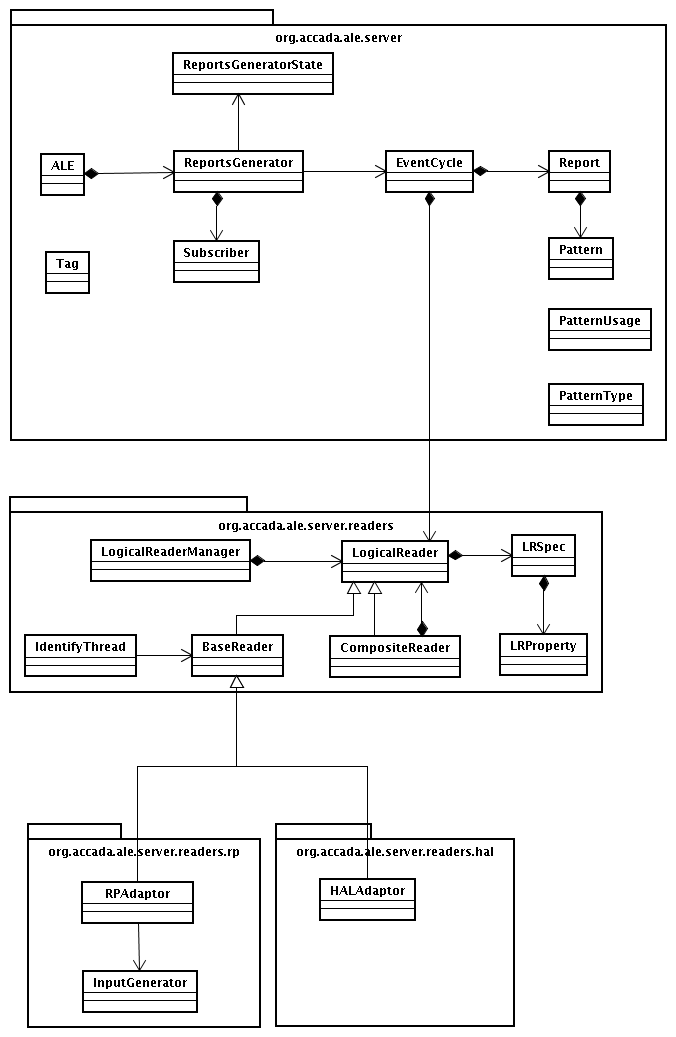 org.accada.ale.server
ReportsGeneratorState
ALE
ReportsGenerator
EventCycle
Report
Tag
Subscriber
Pattern
PatternUsage
PatternType
org.accada.ale.server.readers
LogicalReaderManager
LogicalReader
LRSpec
IdentifyThread
BaseReader
CompositeReader
LRProperty
org.accada.ale.server.readers.rp
org.accada.ale.server.readers.hal
RPAdaptor
HALAdaptor
InputGenerator